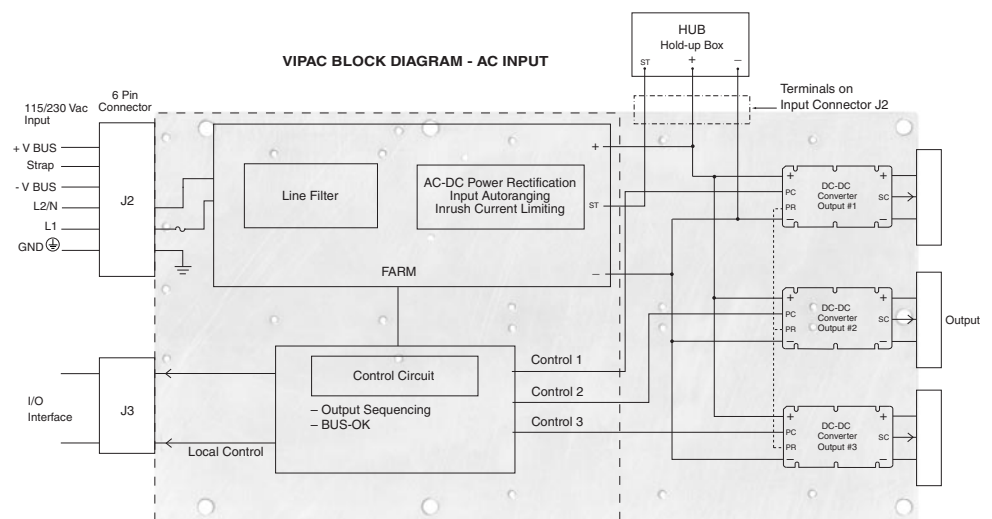 VIPAC BLOCK DIAGRAM - AC INPUT
HUB
Hold-up Box
ST + –
Terminals on
Input Connector J2
115/230 Vac
Input
6 Pin
Connector
+ V BUS
Strap
- V BUS
L2/N
L1
GND
J2
Line Filter
AC-DC Power Rectification
Input Autoranging
Inrush Current Limiting
+
ST
–
FARM
+ +
PC
PR
– –
DC-DC
Converter
Output #1
SC
+ +
PC
PR
– –
DC-DC
Converter
Output #2
SC
Output
+ +
PC
PR
– –
DC-DC
Converter
Output #3
SC
I/O
Interface
J3
Local Control
Control Circuit
– Output Sequencing
– BUS-OK
Control 1
Control 2
Control 3